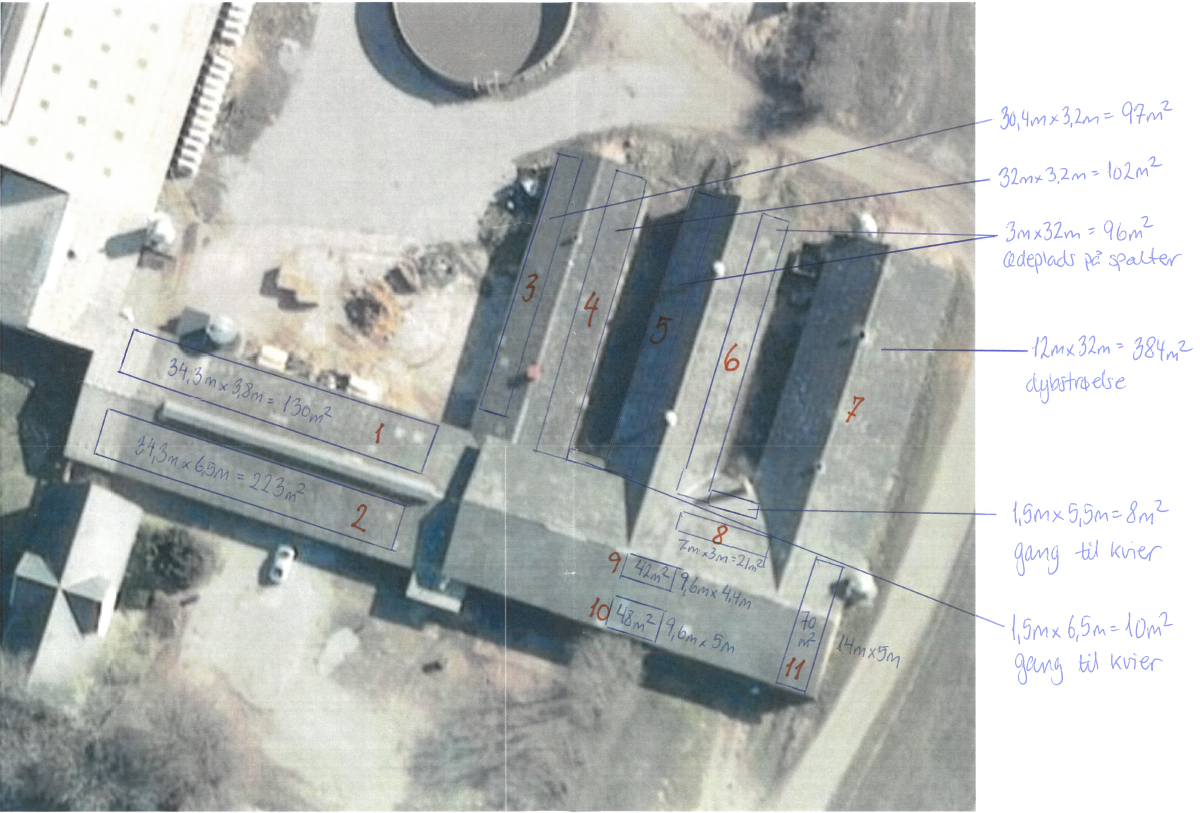 30,4m x 3,2m = 97m²
32m x 3,2m = 102m²
3m x 32m = 96m²
ædeplads på spalter
3
4
5
6
7
12m x 32m = 384m²
dybstrøelse
34,3m x 3,8m = 130m²
1
34,3m x 6,5m = 223m²
2
1,5m x 5,5m = 8m²
gang til kvier
8
7m x 3m = 21m²
9
42m² 9,6m x 4,4m
10
48m² 9,6m x 5m
70
m²
11
14m x 5m
1,5m x 6,5m = 10m²
gang til kvier